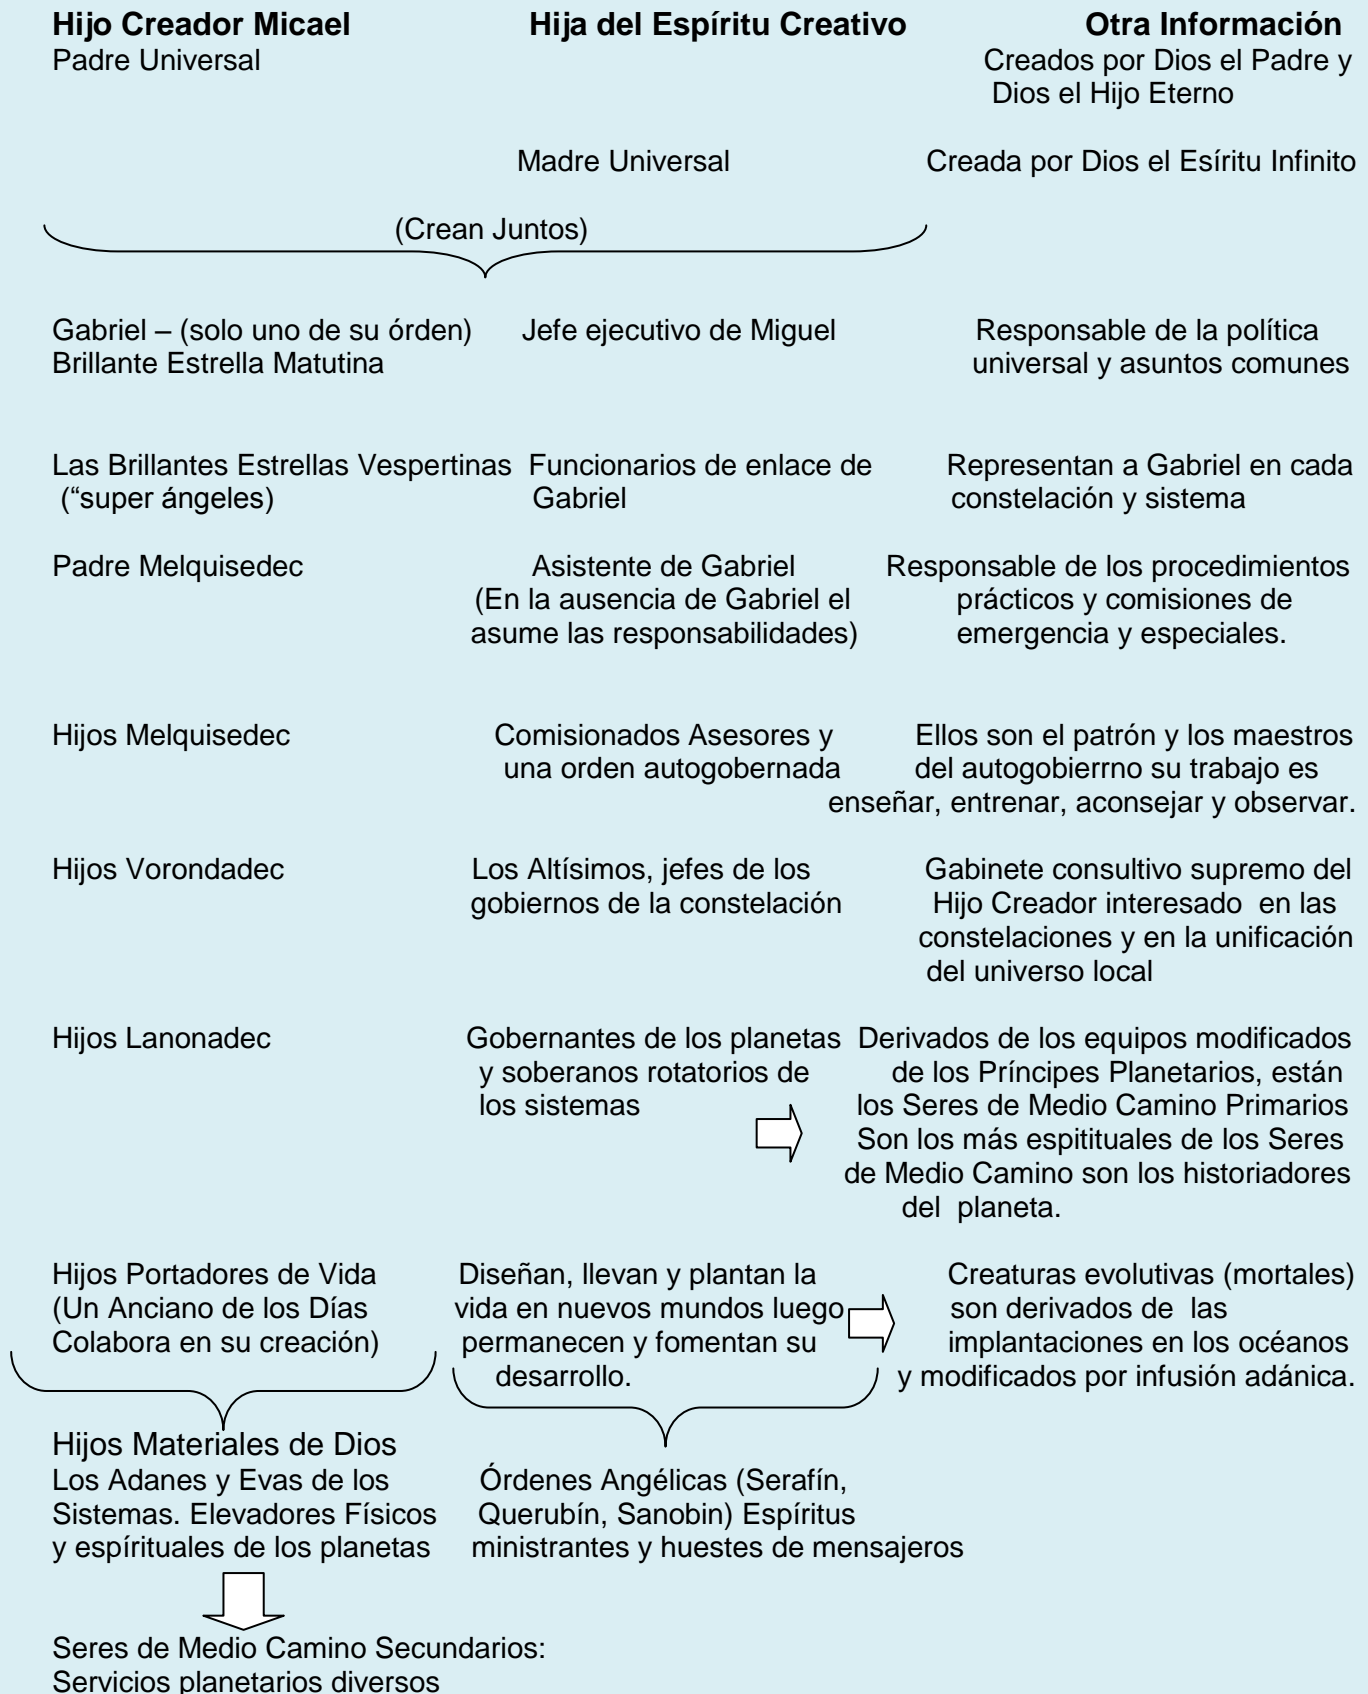 Hijo Creador Micael Hija del Espíritu Creativo Otra Información
Padre Universal Creados por Dios el Padre y
Dios el Hijo Eterno
Madre Universal Creada por Dios el Esíritu Infinito
(Crean Juntos)
Gabriel – (solo uno de su órden) Jefe ejecutivo de Miguel Responsable de la política
Brillante Estrella Matutina universal y asuntos comunes
Las Brillantes Estrellas Vespertinas Funcionarios de enlace de Representan a Gabriel en cada
(“super ángeles) Gabriel constelación y sistema
Padre Melquisedec Asistente de Gabriel Responsable de los procedimientos
(En la ausencia de Gabriel el prácticos y comisiones de
asume las responsabilidades) emergencia y especiales.
Hijos Melquisedec Comisionados Asesores y Ellos son el patrón y los maestros
una orden autogobernada del autogobierrno su trabajo es
enseñar, entrenar, aconsejar y observar.
Hijos Vorondadec Los Altísimos, jefes de los Gabinete consultivo supremo del
gobiernos de la constelación Hijo Creador interesado en las
constelaciones y en la unificación
del universo local
Hijos Lanonadec Gobernantes de los planetas Derivados de los equipos modificados
y soberanos rotatorios de de los Príncipes Planetarios, están
los sistemas los Seres de Medio Camino Primarios
Son los más espitituales de los Seres
de Medio Camino son los historiadores
del planeta.
Hijos Portadores de Vida Diseñan, llevan y plantan la Creaturas evolutivas (mortales)
(Un Anciano de los Días vida en nuevos mundos luego son derivados de las
Colabora en su creación) permanecen y fomentan su implantaciones en los océanos
desarrollo. y modificados por infusión adánica.
Hijos Materiales de Dios
Los Adanes y Evas de los Órdenes Angélicas (Serafín,
Sistemas. Elevadores Físicos Querubín, Sanobin) Espíritus
y espírituales de los planetas ministrantes y huestes de mensajeros
Seres de Medio Camino Secundarios:
Servicios planetarios diversos